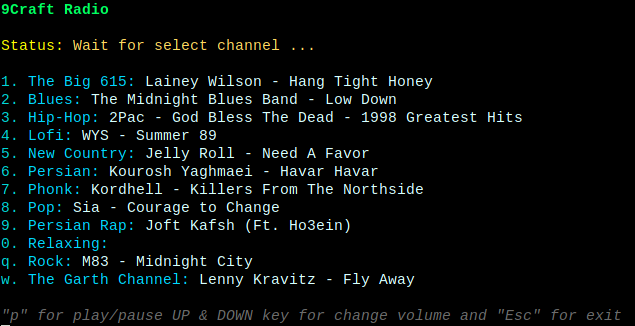 9Craft Radio
Status: Wait for select channel ...
1. The Big 615: Lainey Wilson - Hang Tight Honey
2. Blues: The Midnight Blues Band - Low Down
3. Hip-Hop: 2Pac - God Bless The Dead - 1998 Greatest Hits
4. Lofi: WYS - Summer 89
5. New Country: Jelly Roll - Need A Favor
6. Persian: Kourosh Yaghmaei - Havar Havar
7. Phonk: Kordhell - Killers From The Northside
8. Pop: Sia - Courage to Change
9. Persian Rap: Joft Kafsh (Ft. Ho3ein)
0. Relaxing:
q. Rock: M83 - Midnight City
w. The Garth Channel: Lenny Kravitz - Fly Away
"p" for play/pause UP & DOWN key for change volume and "Esc" for exit